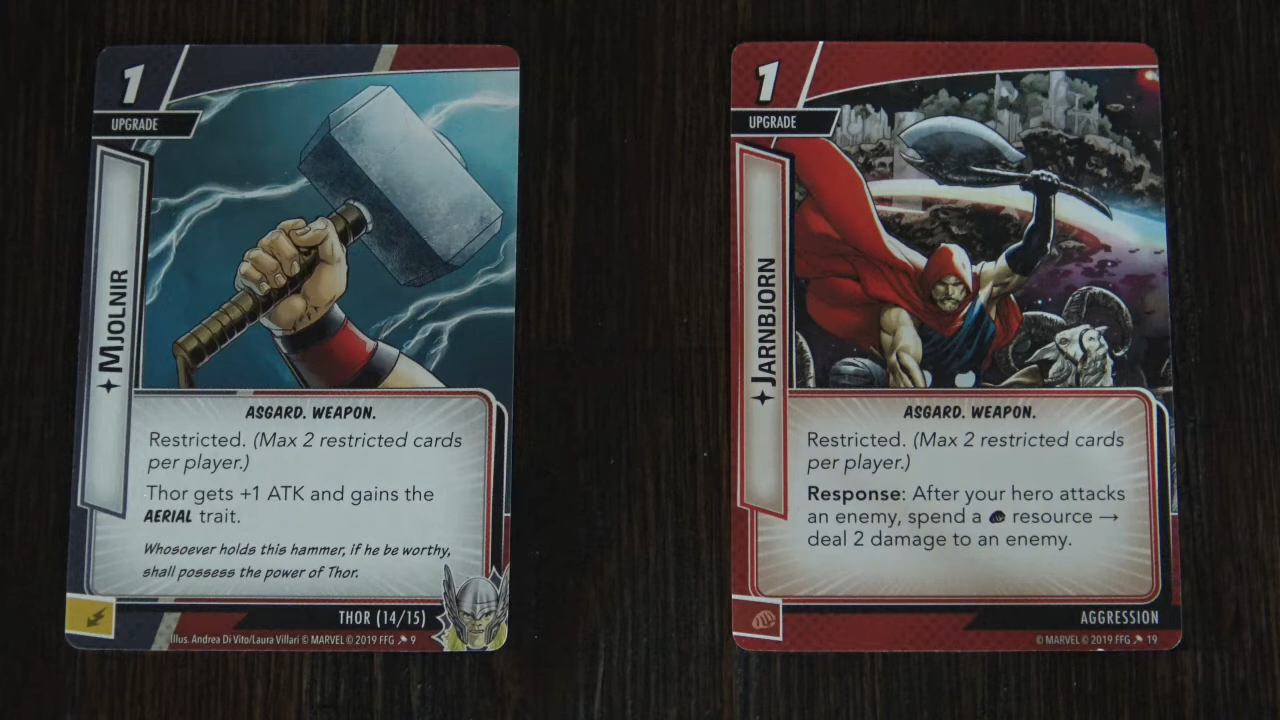 1
UPGRADE
MJOLNIR
ASGARD. WEAPON.
Restricted. (Max 2 restricted cards
per player.)
Thor gets +1 ATK and gains the
AERIAL trait.
Whosoever holds this hammer, if he be worthy,
shall possess the power of Thor.
THOR (14/15)
Illus. Andrea Di Vito/Laura Villari © MARVEL © 2019 FFG 9
1
UPGRADE
JARNBJORN
ASGARD. WEAPON.
Restricted. (Max 2 restricted cards
per player.)
Response: After your hero attacks
an enemy, spend a resource →
deal 2 damage to an enemy.
AGGRESSION
© MARVEL © 2019 FFG 19